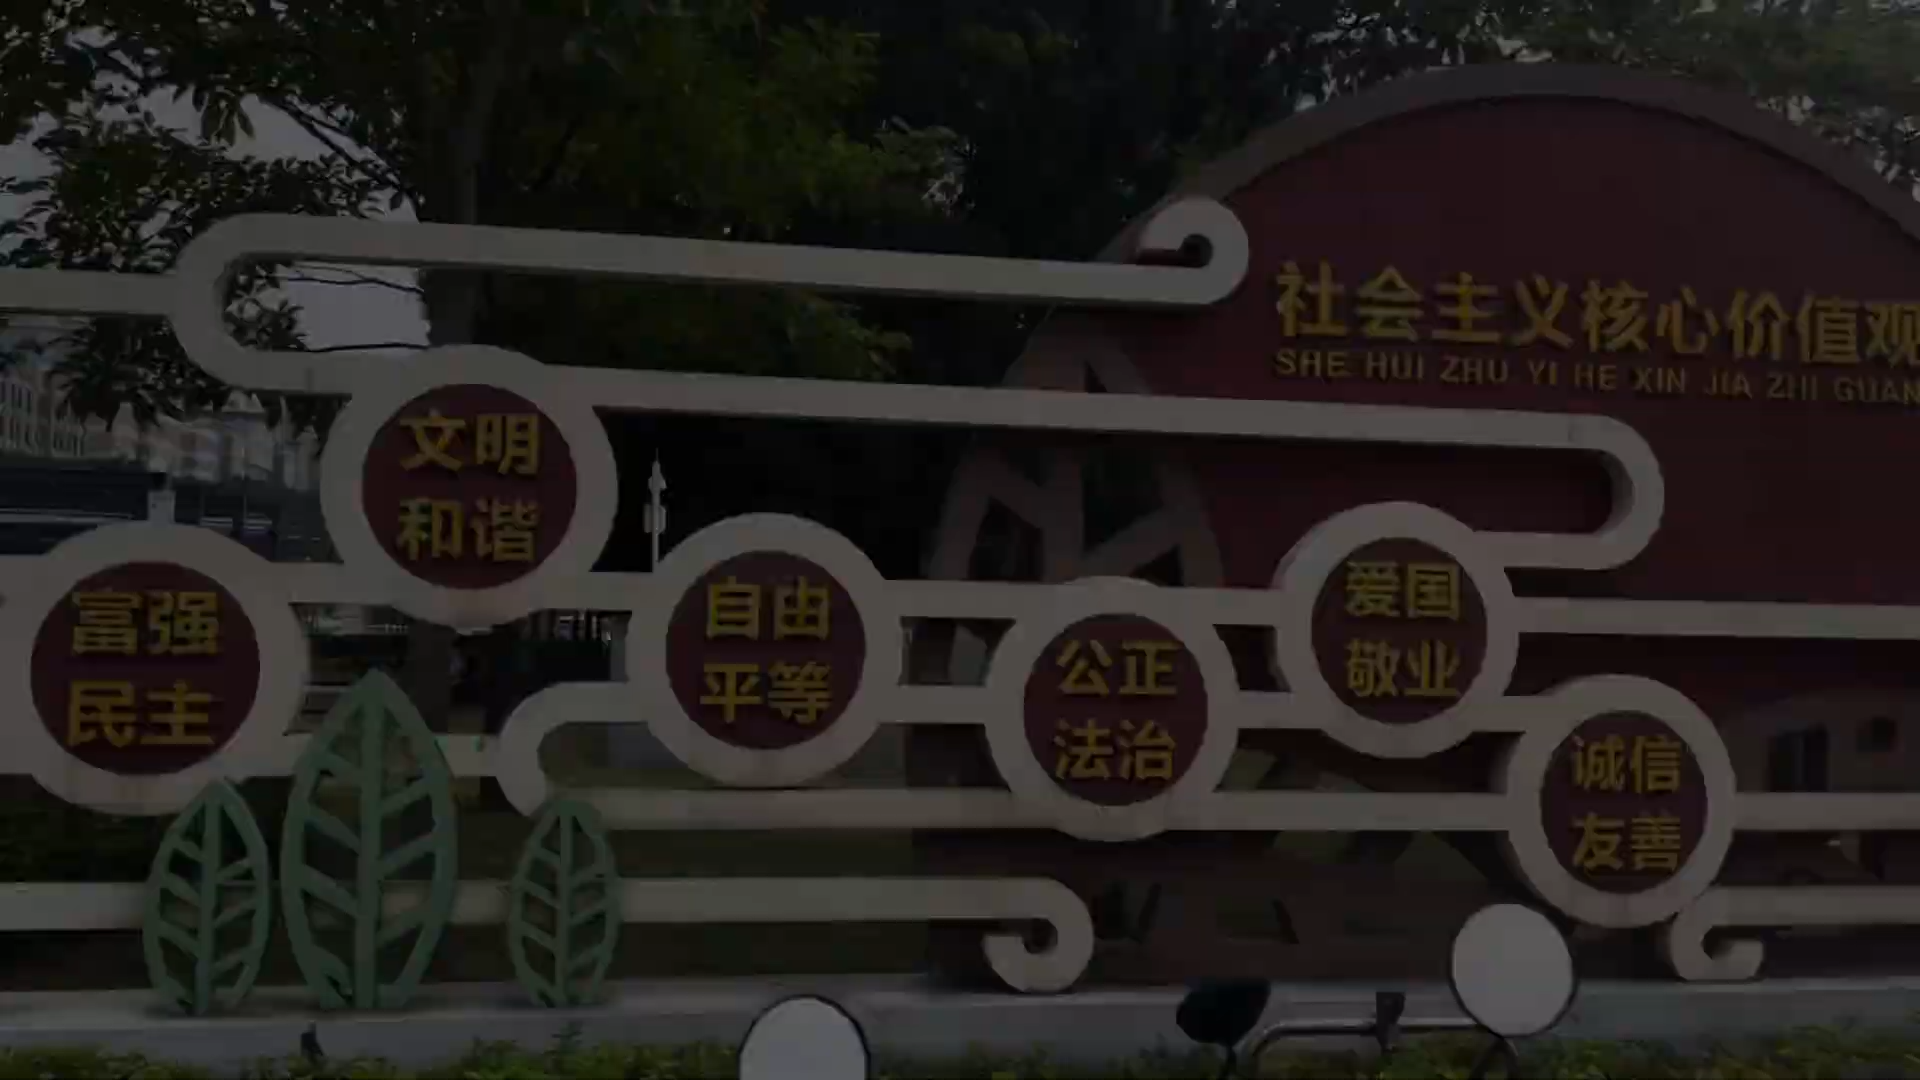 社会主义核心价值观
SHE HUI ZHU YI HE XIN JIA ZHI GUAN
文明
和谐
富强
民主
自由
平等
公正
法治
爱国
敬业
诚信
友善